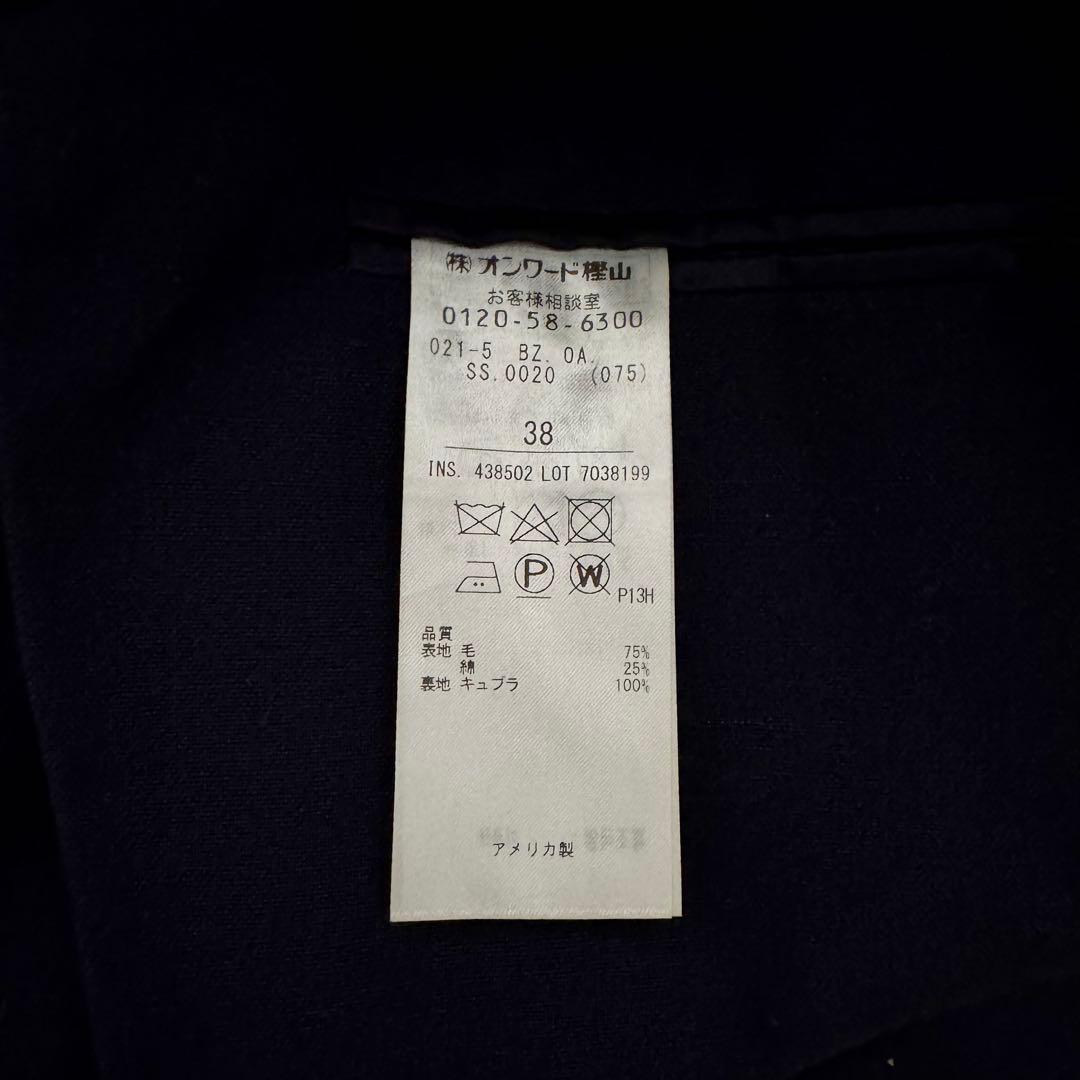 (株)オンワード樫山
お客様相談室
0120-58-6300
021-5 BZ. OA.
SS.0020 (075)
38
INS. 438502 LOT 7038199
P W P13H
品質
表地 毛 75%
綿 25%
裏地 キュプラ 100%
アメリカ製